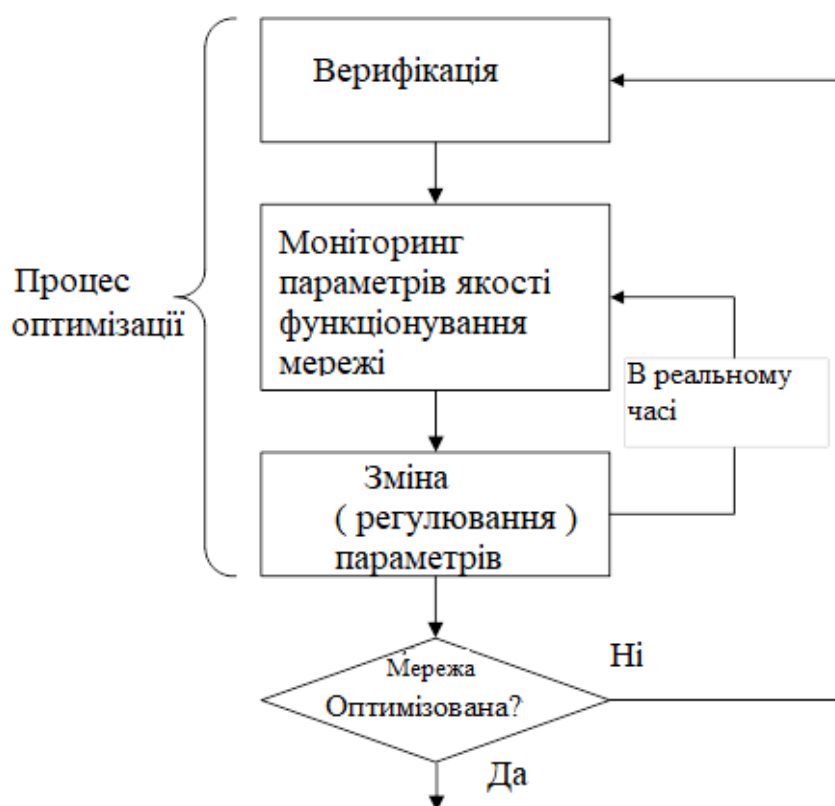 Верифікація
Моніторинг
параметрів якості
функціонування
мережі
Процес
оптимізації
В реальному
часі
Зміна
( регулювання )
параметрів
Мережа
Оптимізована?
Ні
Да